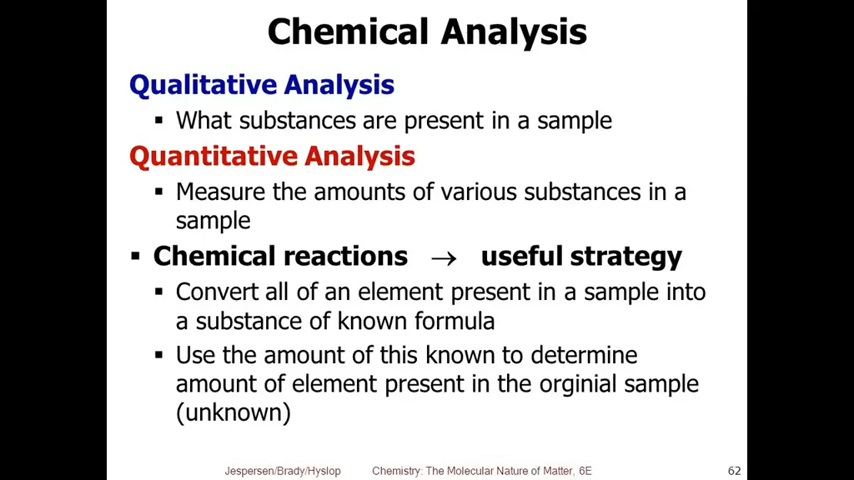 Chemical Analysis
Qualitative Analysis
▪ What substances are present in a sample
Quantitative Analysis
▪ Measure the amounts of various substances in a
sample
▪ Chemical reactions → useful strategy
▪ Convert all of an element present in a sample into
a substance of known formula
▪ Use the amount of this known to determine
amount of element present in the orginial sample
(unknown)
Jespersen/Brady/Hyslop Chemistry: The Molecular Nature of Matter, 6E 62